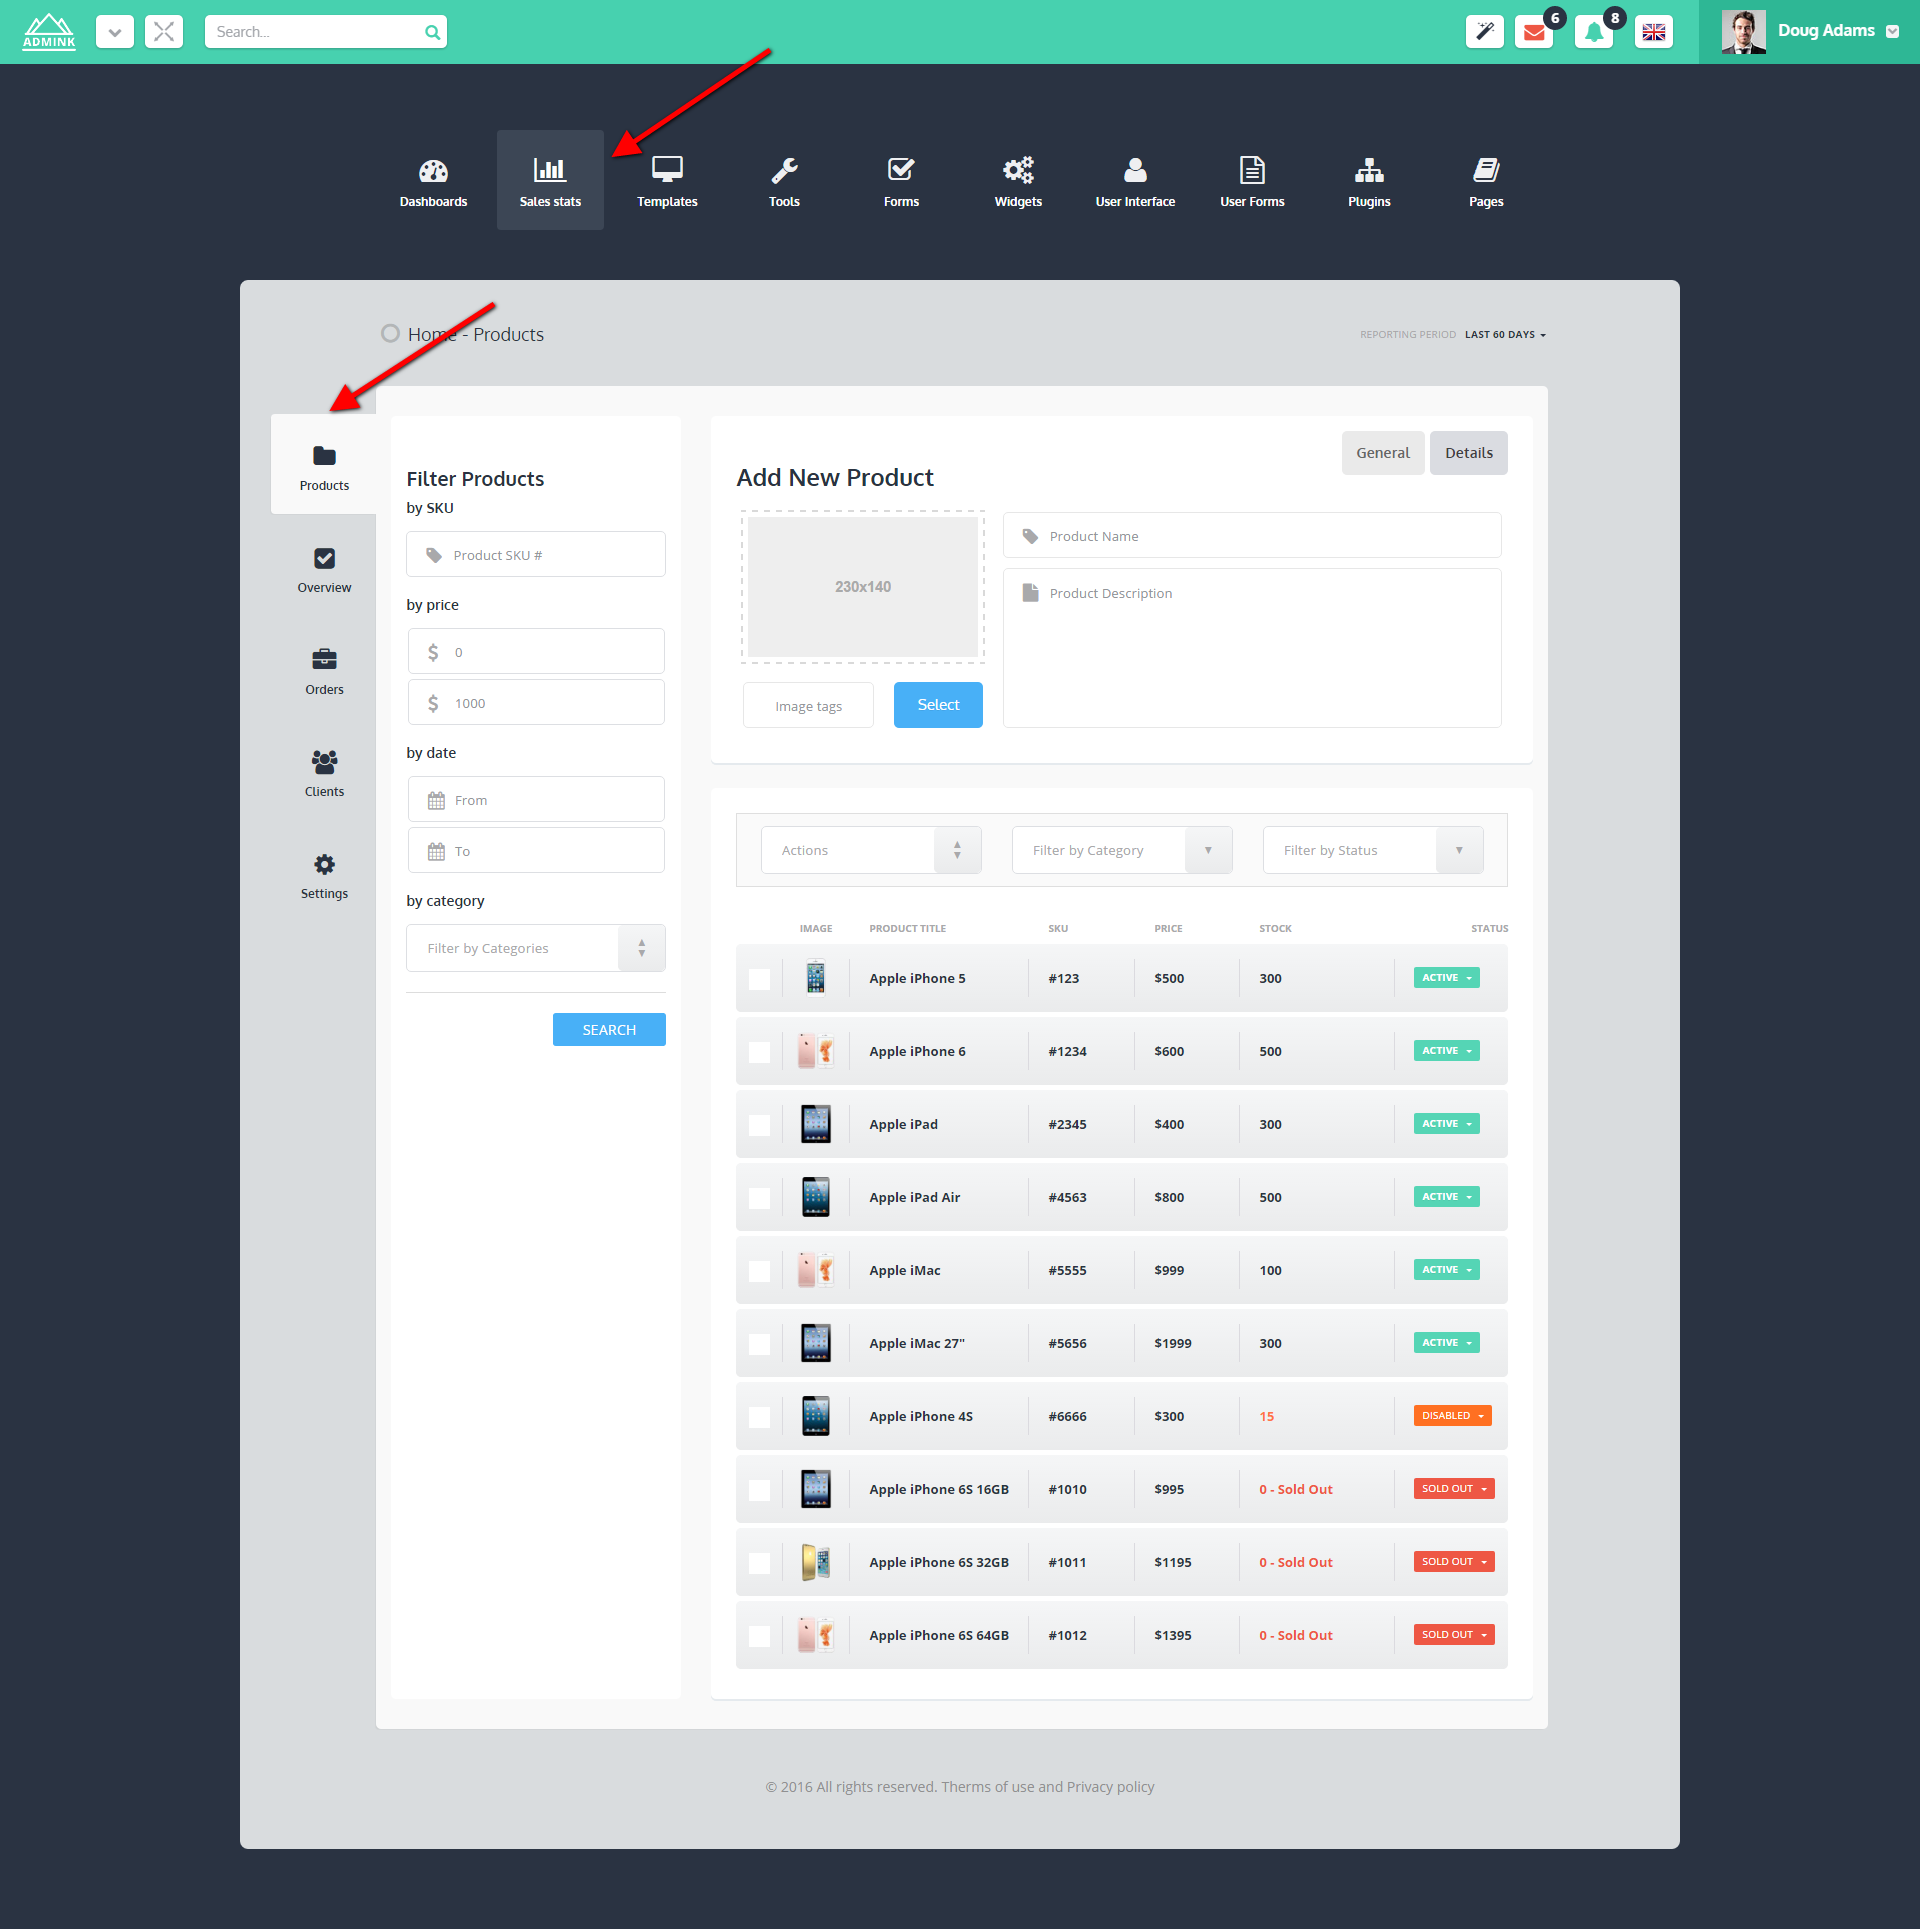 ADMINK
Search...
6
8
Doug Adams
Dashboards
Sales stats
Templates
Tools
Forms
Widgets
User Interface
User Forms
Plugins
Pages
Home - Products
REPORTING PERIOD LAST 60 DAYS
Products
Overview
Orders
Clients
Settings
Filter Products
by SKU
Product SKU #
by price
$ 0
$ 1000
by date
From
To
by category
Filter by Categories
SEARCH
General
Details
Add New Product
230x140
Image tags
Select
Product Name
Product Description
Actions
Filter by Category
Filter by Status
IMAGE PRODUCT TITLE SKU PRICE STOCK STATUS
Apple iPhone 5 #123 $500 300 ACTIVE
Apple iPhone 6 #1234 $600 500 ACTIVE
Apple iPad #2345 $400 300 ACTIVE
Apple iPad Air #4563 $800 500 ACTIVE
Apple iMac #5555 $999 100 ACTIVE
Apple iMac 27" #5656 $1999 300 ACTIVE
Apple iPhone 4S #6666 $300 15 DISABLED
Apple iPhone 6S 16GB #1010 $995 0 - Sold Out SOLD OUT
Apple iPhone 6S 32GB #1011 $1195 0 - Sold Out SOLD OUT
Apple iPhone 6S 64GB #1012 $1395 0 - Sold Out SOLD OUT
© 2016 All rights reserved. Therms of use and Privacy policy